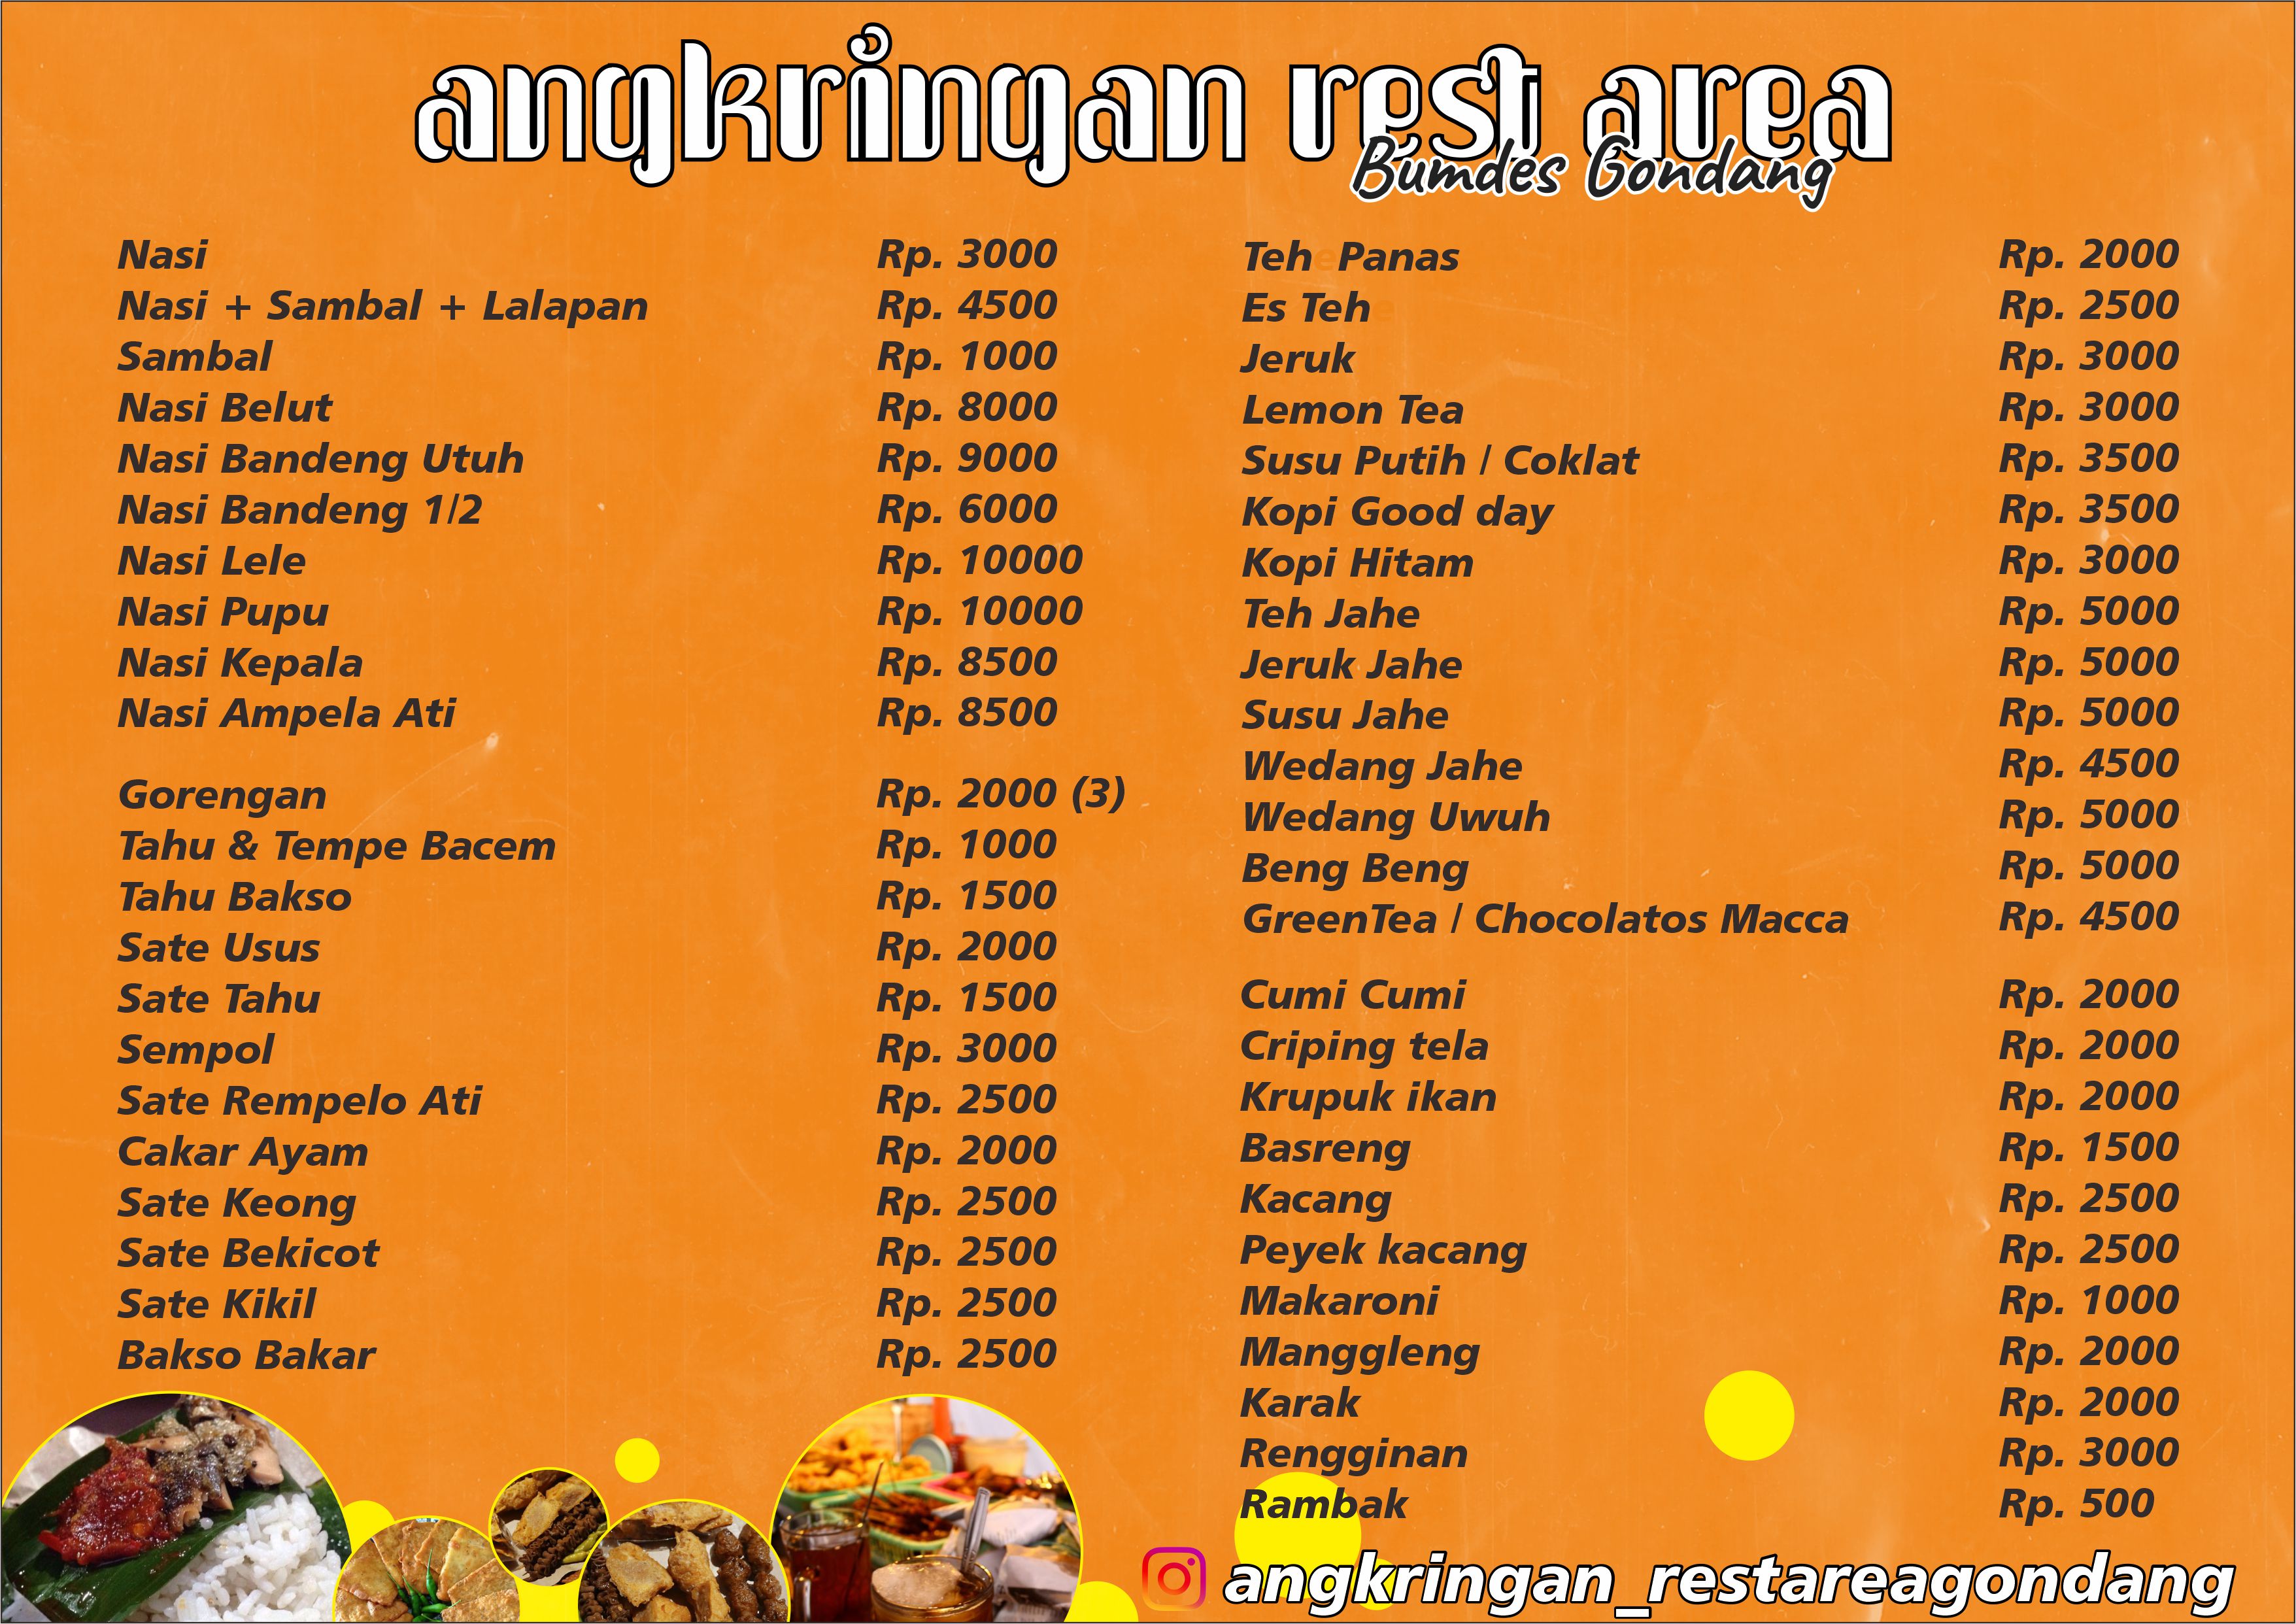 angkringan rest area
Bumdes Gondang
Nasi Rp. 3000
Nasi + Sambal + Lalapan Rp. 4500
Sambal Rp. 1000
Nasi Belut Rp. 8000
Nasi Bandeng Utuh Rp. 9000
Nasi Bandeng 1/2 Rp. 6000
Nasi Lele Rp. 10000
Nasi Pupu Rp. 10000
Nasi Kepala Rp. 8500
Nasi Ampela Ati Rp. 8500
Gorengan Rp. 2000 (3)
Tahu & Tempe Bacem Rp. 1000
Tahu Bakso Rp. 1500
Sate Usus Rp. 2000
Sate Tahu Rp. 1500
Sempol Rp. 3000
Sate Rempelo Ati Rp. 2500
Cakar Ayam Rp. 2000
Sate Keong Rp. 2500
Sate Bekicot Rp. 2500
Sate Kikil Rp. 2500
Bakso Bakar Rp. 2500
Teh Panas Rp. 2000
Es Teh Rp. 2500
Jeruk Rp. 3000
Lemon Tea Rp. 3000
Susu Putih / Coklat Rp. 3500
Kopi Good day Rp. 3500
Kopi Hitam Rp. 3000
Teh Jahe Rp. 5000
Jeruk Jahe Rp. 5000
Susu Jahe Rp. 5000
Wedang Jahe Rp. 4500
Wedang Uwuh Rp. 5000
Beng Beng Rp. 5000
GreenTea / Chocolatos Macca Rp. 4500
Cumi Cumi Rp. 2000
Criping tela Rp. 2000
Krupuk ikan Rp. 2000
Basreng Rp. 1500
Kacang Rp. 2500
Peyek kacang Rp. 2500
Makaroni Rp. 1000
Manggleng Rp. 2000
Karak Rp. 2000
Rengginan Rp. 3000
Rambak Rp. 500
angkringan_restareagondang